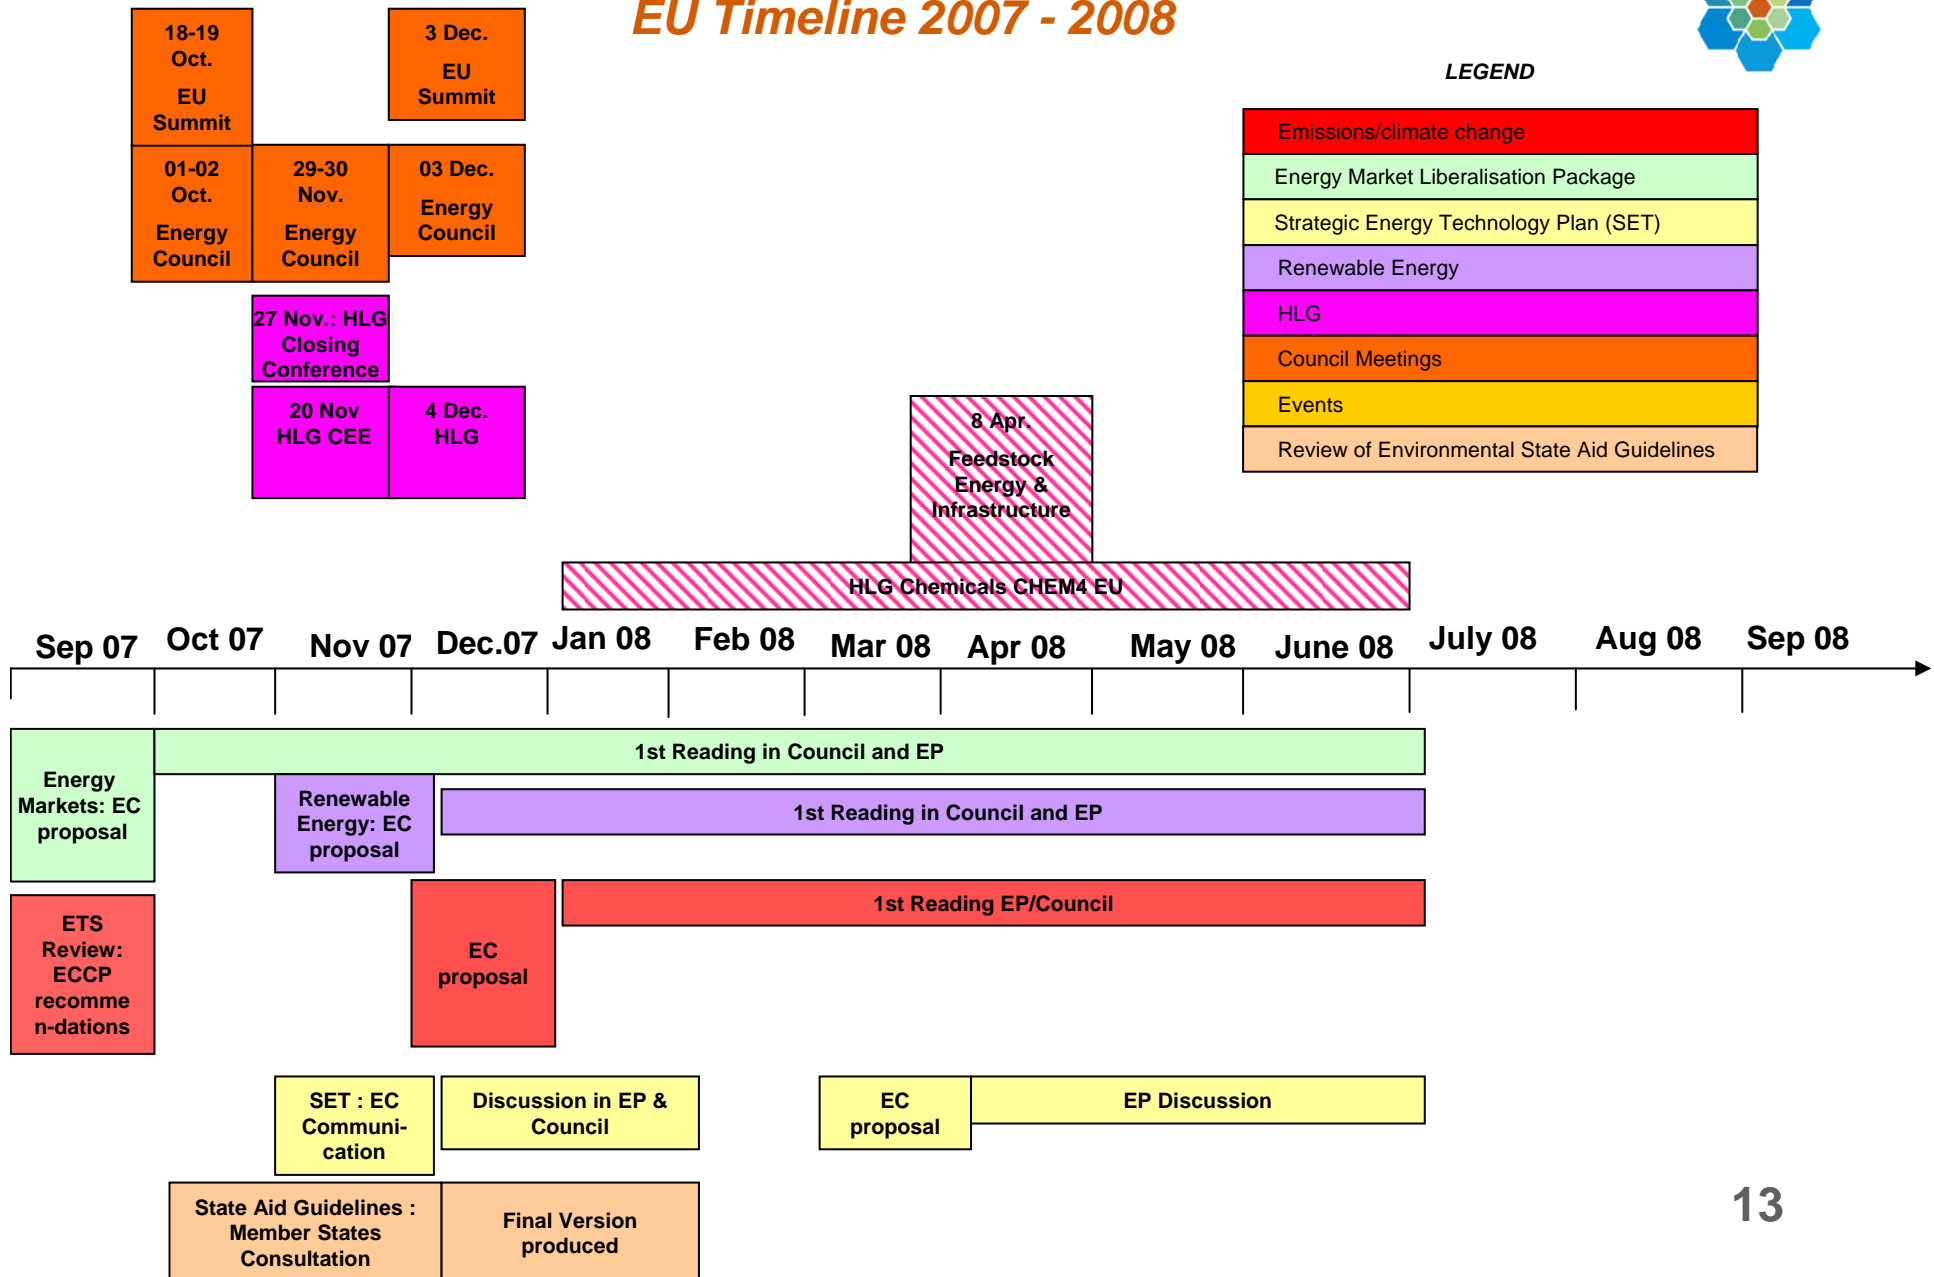 EU Timeline 2007 - 2008
18-19
Oct.
EU
Summit
3 Dec.
EU
Summit
01-02
Oct.
Energy
Council
29-30
Nov.
Energy
Council
03 Dec.
Energy
Council
27 Nov.: HLG
Closing
Conference
20 Nov
HLG CEE
4 Dec.
HLG
LEGEND
Emissions/climate change
Energy Market Liberalisation Package
Strategic Energy Technology Plan (SET)
Renewable Energy
HLG
Council Meetings
Events
Review of Environmental State Aid Guidelines
8 Apr.
Feedstock
Energy &
Infrastructure
HLG Chemicals CHEM4 EU
Sep 07 Oct 07 Nov 07 Dec.07 Jan 08 Feb 08 Mar 08 Apr 08 May 08 June 08 July 08 Aug 08 Sep 08
Energy
Markets: EC
proposal
1st Reading in Council and EP
Renewable
Energy: EC
proposal
1st Reading in Council and EP
ETS
Review:
ECCP
recomme
n-dations
EC
proposal
1st Reading EP/Council
SET : EC
Communi-
cation
Discussion in EP &
Council
EC
proposal
EP Discussion
State Aid Guidelines :
Member States
Consultation
Final Version
produced
13